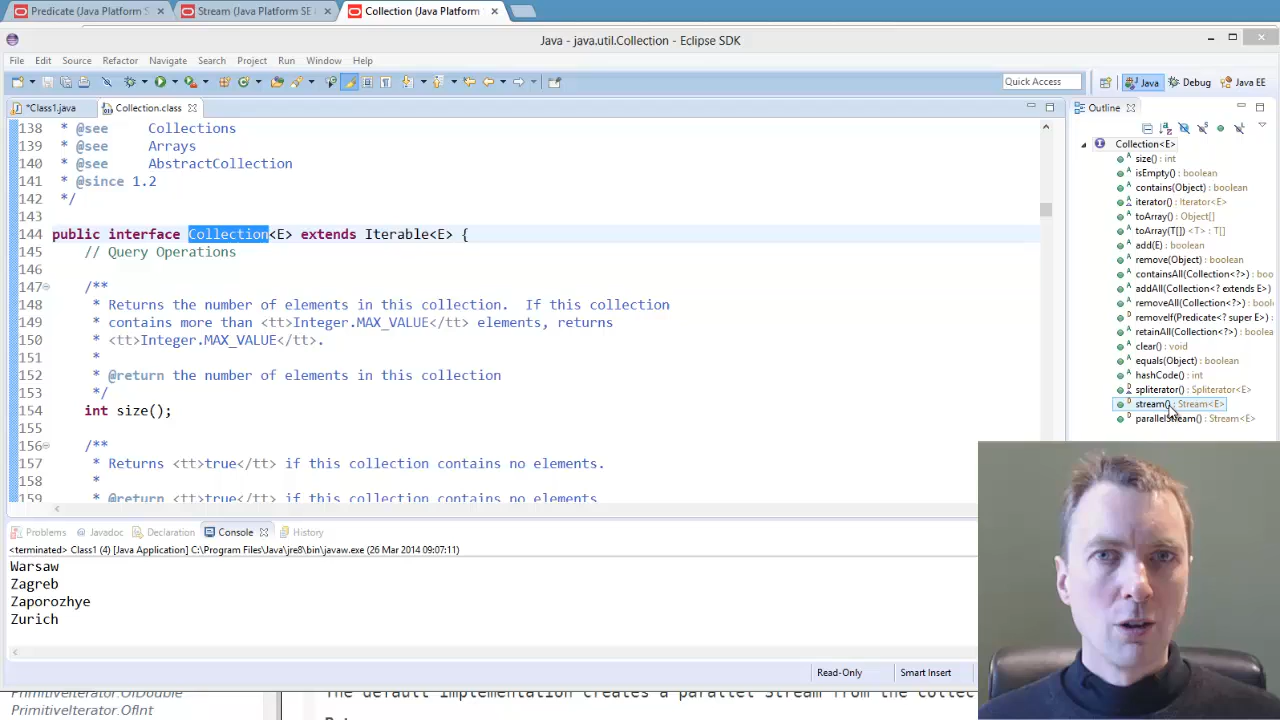 Predicate (Java Platform S
Stream (Java Platform SE
Collection (Java Platform
Java - java.util.Collection - Eclipse SDK
File Edit Source Refactor Navigate Search Project Run Window Help
Quick Access
Java
Debug
Java EE
*Class1.java
Collection.class
Outline
138 * @see Collections
139 * @see Arrays
140 * @see AbstractCollection
141 * @since 1.2
142 */
143
144 public interface Collection<E> extends Iterable<E> {
145 // Query Operations
146
147 /**
148 * Returns the number of elements in this collection. If this collection
149 * contains more than <tt>Integer.MAX_VALUE</tt> elements, returns
150 * <tt>Integer.MAX_VALUE</tt>.
151 *
152 * @return the number of elements in this collection
153 */
154 int size();
155
156 /**
157 * Returns <tt>true</tt> if this collection contains no elements.
158 *
159 * @return <tt>true</tt> if this collection contains no elements
Collection<E>
size() : int
isEmpty() : boolean
contains(Object) : boolean
iterator() : Iterator<E>
toArray() : Object[]
toArray(T[]) <T> : T[]
add(E) : boolean
remove(Object) : boolean
containsAll(Collection<?>) : boo
addAll(Collection<? extends E>)
removeAll(Collection<?>) : boole
removeIf(Predicate<? super E>) :
retainAll(Collection<?>) : boolea
clear() : void
equals(Object) : boolean
hashCode() : int
spliterator() : Spliterator<E>
stream() : Stream<E>
parallelStream() : Stream<E>
Problems
Javadoc
Declaration
Console
History
<terminated> Class1 (4) [Java Application] C:\Program Files\Java\jre8\bin\javaw.exe (26 Mar 2014 09:07:11)
Warsaw
Zagreb
Zaporozhye
Zurich
Read-Only
Smart Insert
PrimitiveIterator.OfDouble
PrimitiveIterator.OfInt
The default implementation creates a parallel Stream from the Collec